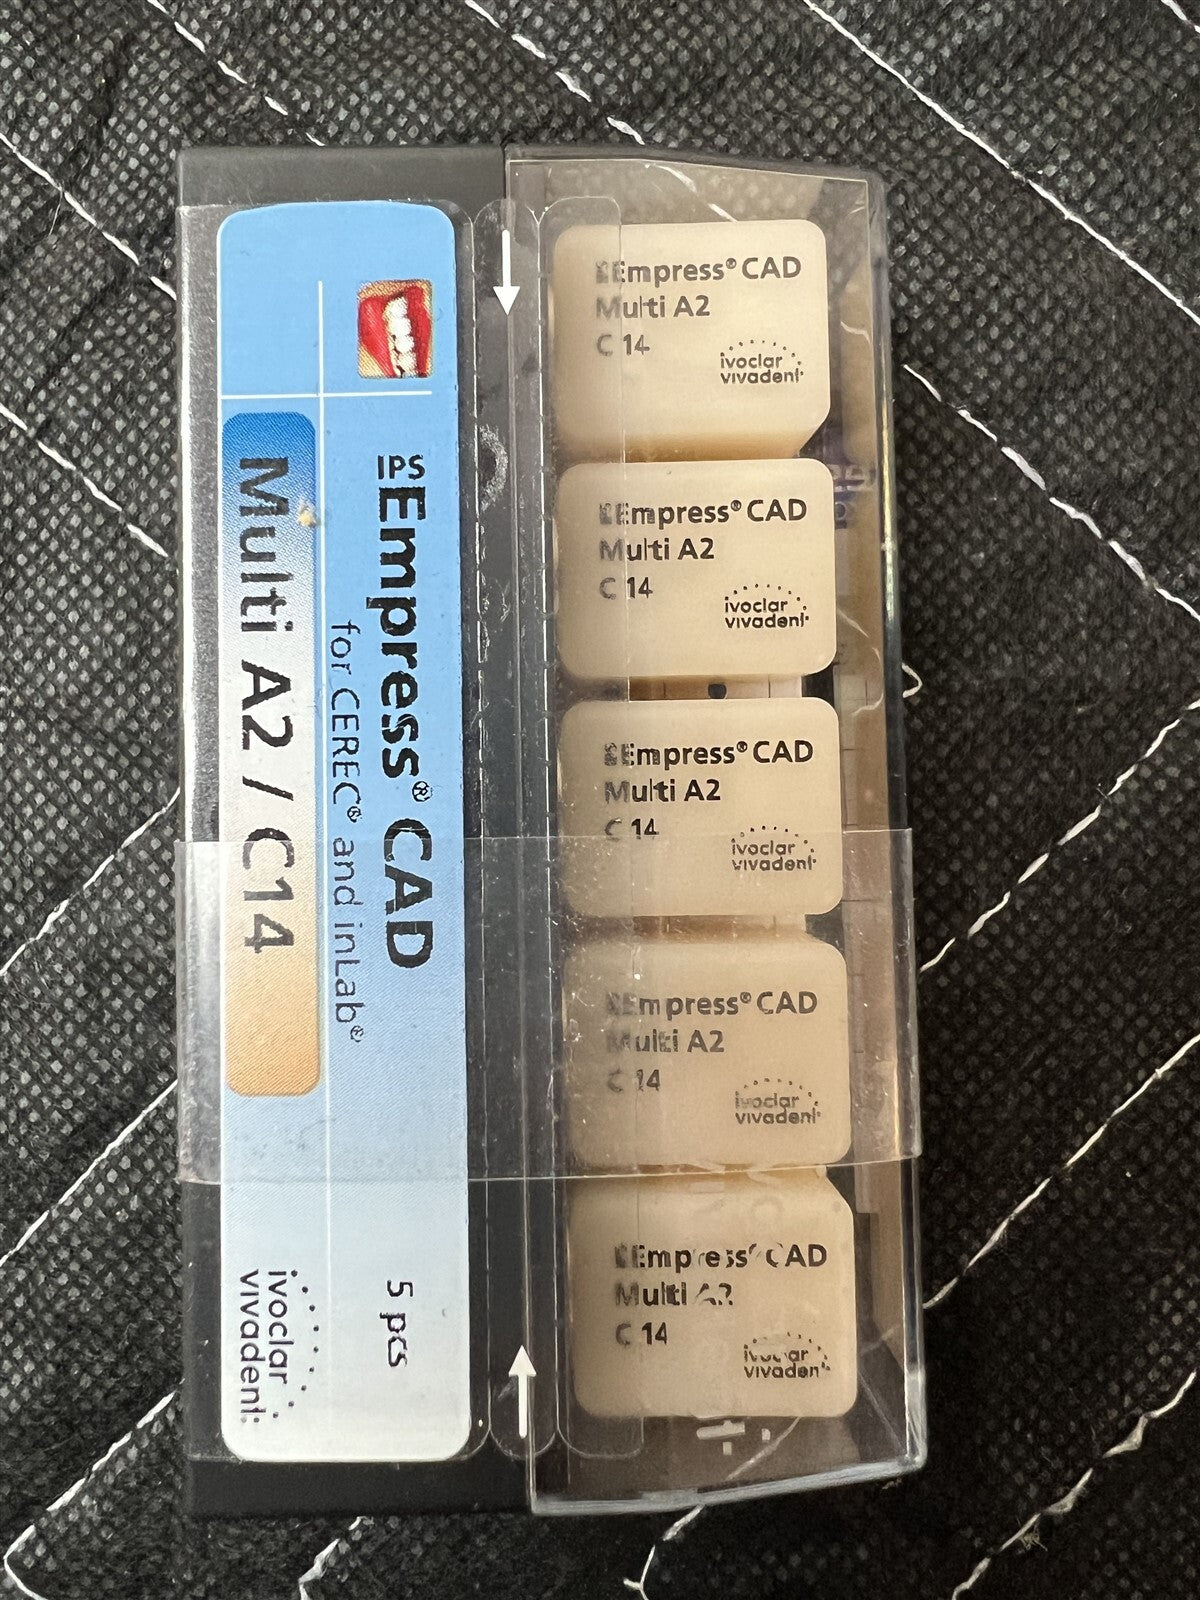 IPS Empress® CAD
for CEREC® and inLab®
Multi A2 / C14
5 pcs
ivoclar
vivadent
Empress® CAD
Multi A2
C 14
ivoclar
vivadent
Empress® CAD
Multi A2
C 14
ivoclar
vivadent
Empress® CAD
Multi A2
C 14
ivoclar
vivadent
Empress® CAD
Multi A2
C 14
ivoclar
vivadent
Empress® CAD
Multi A2
C 14
ivoclar
vivadent